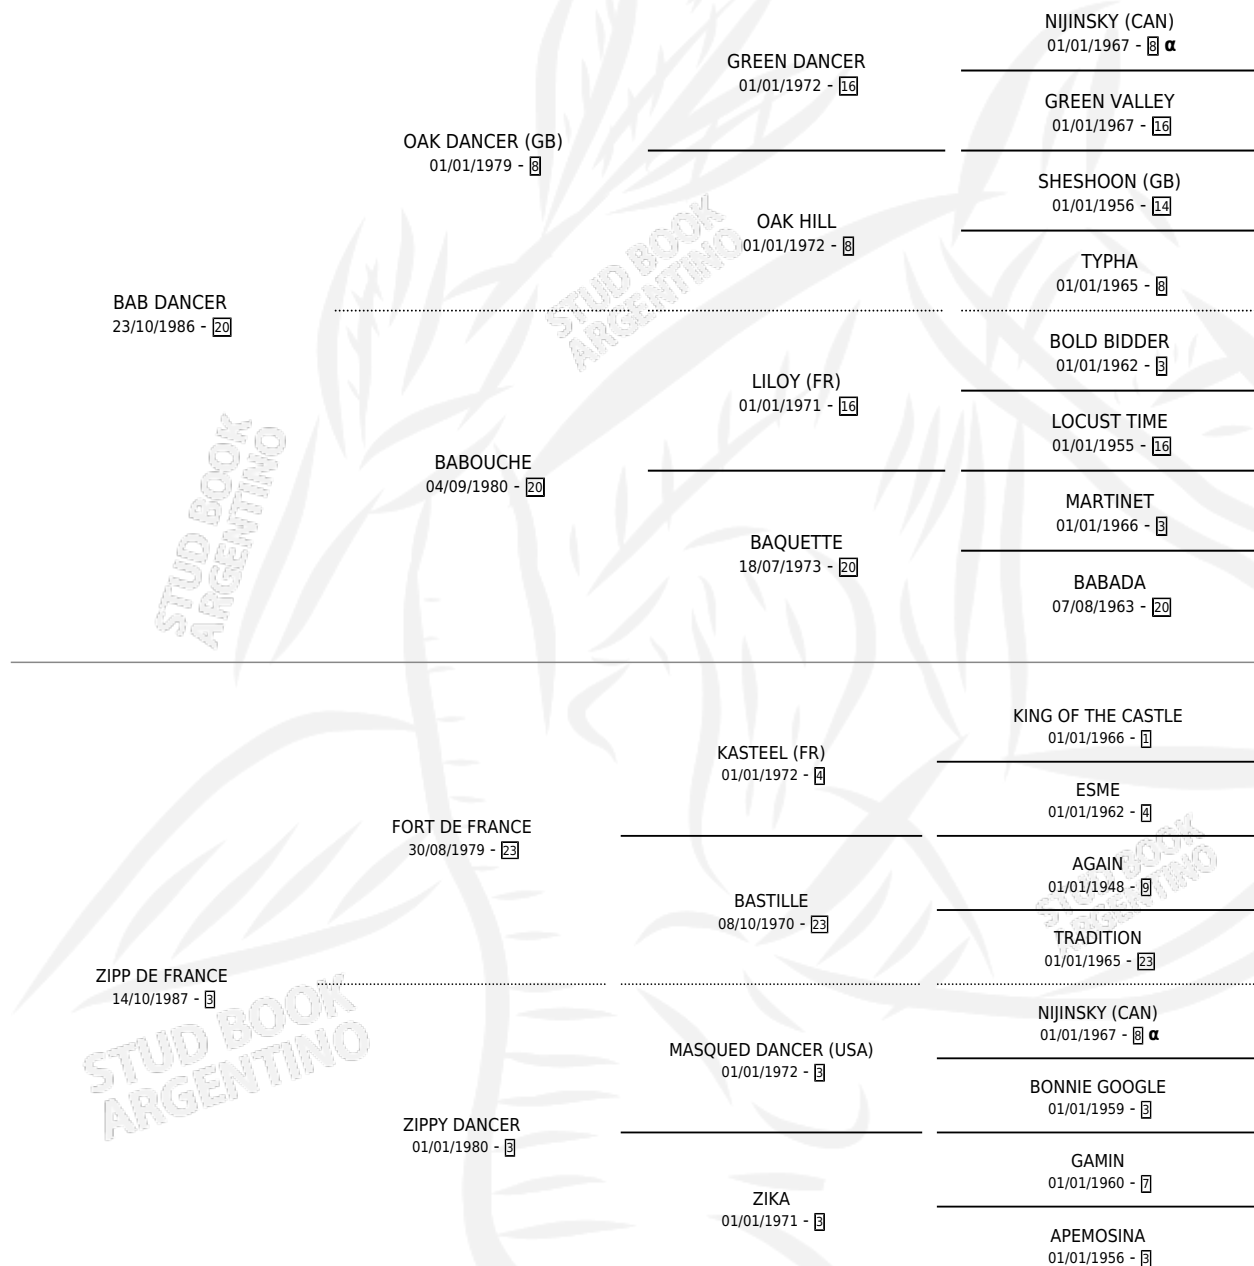 NIJINSKY (CAN)
01/01/1967 - 8 α
GREEN DANCER
01/01/1972 - 16
GREEN VALLEY
01/01/1967 - 16
OAK DANCER (GB)
01/01/1979 - 8
SHESHOON (GB)
01/01/1956 - 14
OAK HILL
01/01/1972 - 8
TYPHA
01/01/1965 - 8
BAB DANCER
23/10/1986 - 20
BOLD BIDDER
01/01/1962 - 3
LILOY (FR)
01/01/1971 - 16
LOCUST TIME
01/01/1955 - 16
BABOUCHE
04/09/1980 - 20
MARTINET
01/01/1966 - 3
BAQUETTE
18/07/1973 - 20
BABADA
07/08/1963 - 20
KING OF THE CASTLE
01/01/1966 - 1
KASTEEL (FR)
01/01/1972 - 4
ESME
01/01/1962 - 4
FORT DE FRANCE
30/08/1979 - 23
AGAIN
01/01/1948 - 9
BASTILLE
08/10/1970 - 23
TRADITION
01/01/1965 - 23
ZIPP DE FRANCE
14/10/1987 - 3
NIJINSKY (CAN)
01/01/1967 - 8 α
MASQUED DANCER (USA)
01/01/1972 - 3
BONNIE GOOGLE
01/01/1959 - 3
ZIPPY DANCER
01/01/1980 - 3
GAMIN
01/01/1960 - 7
ZIKA
01/01/1971 - 3
APEMOSINA
01/01/1956 - 3
STUD BOOK
ARGENTINO
STUD BOOK
ARGENTINO
STUD BOOK
ARGENTINO
STUD BOOK
ARGENTINO